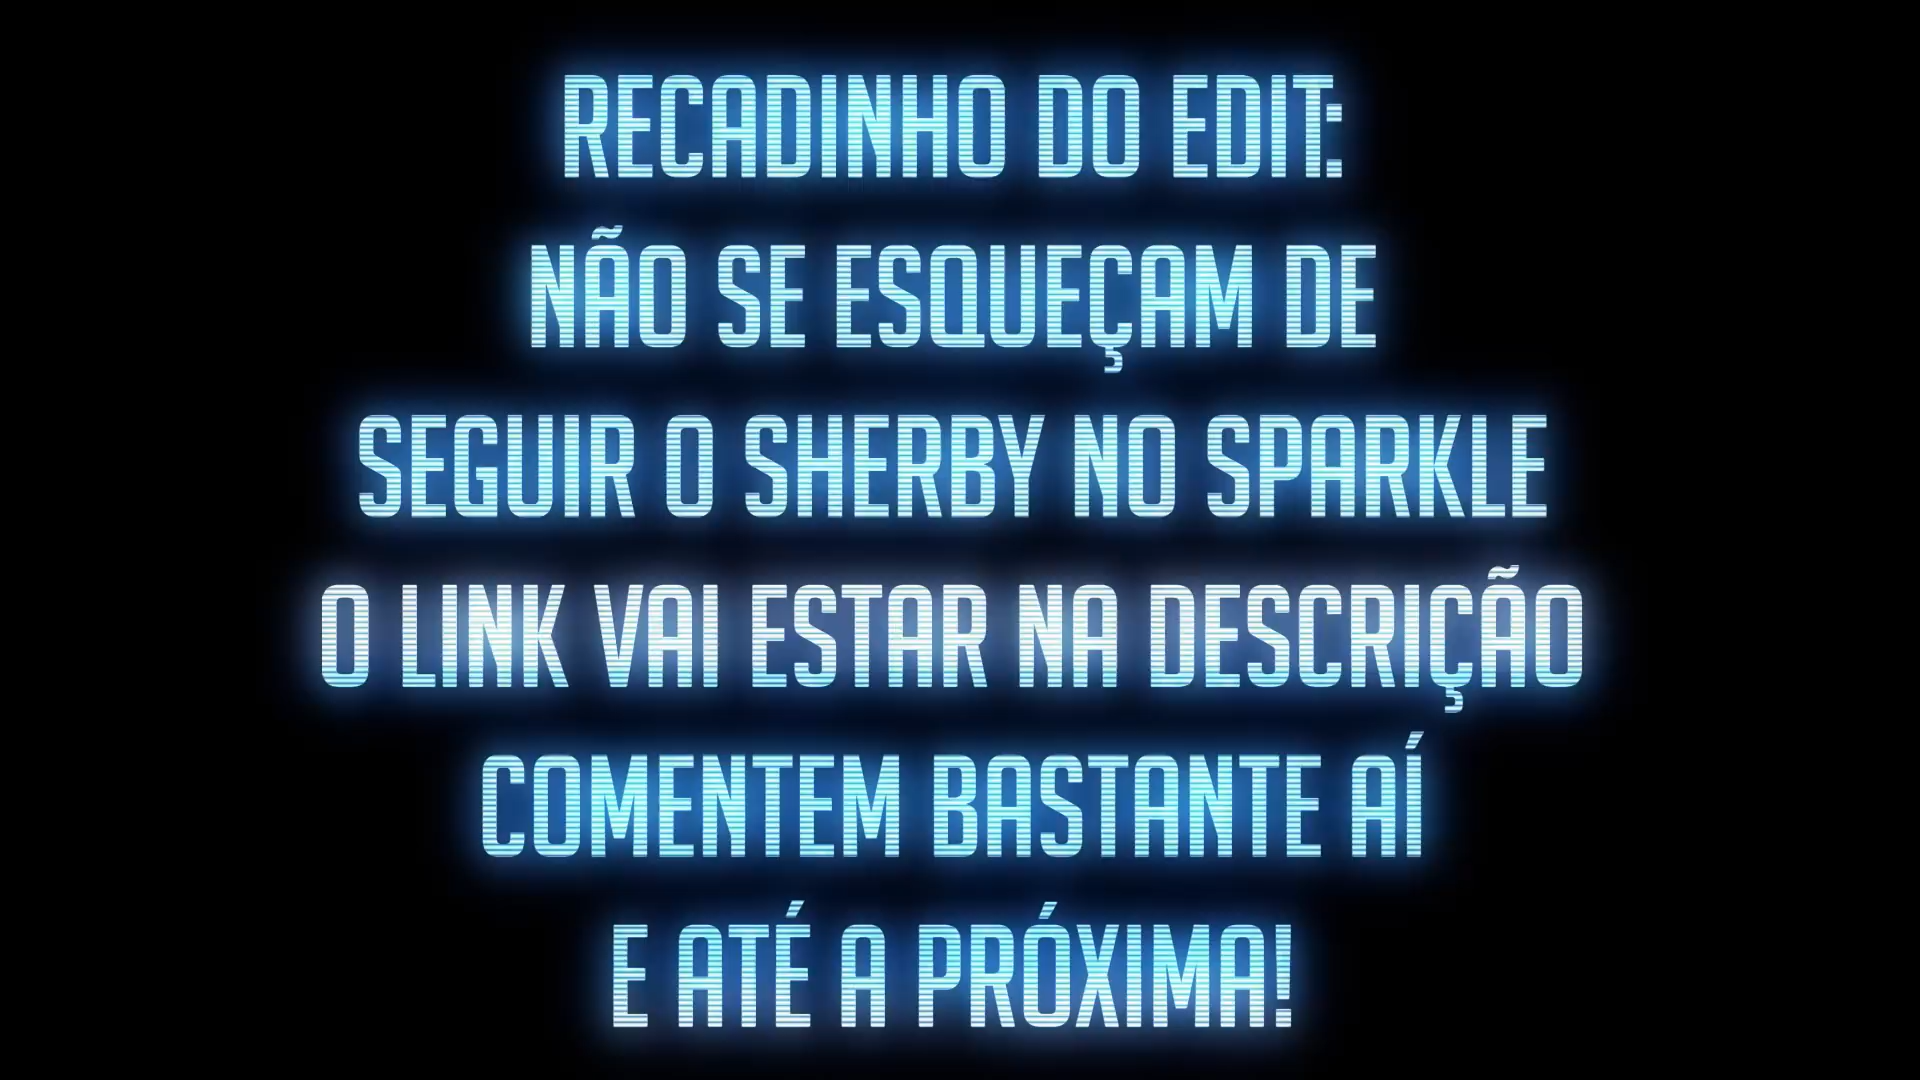 RECADINHO DO EDIT:
NÃO SE ESQUEÇAM DE
SEGUIR O SHERBY NO SPARKLE
O LINK VAI ESTAR NA DESCRIÇÃO
COMENTEM BASTANTE AÍ
E ATÉ A PRÓXIMA!